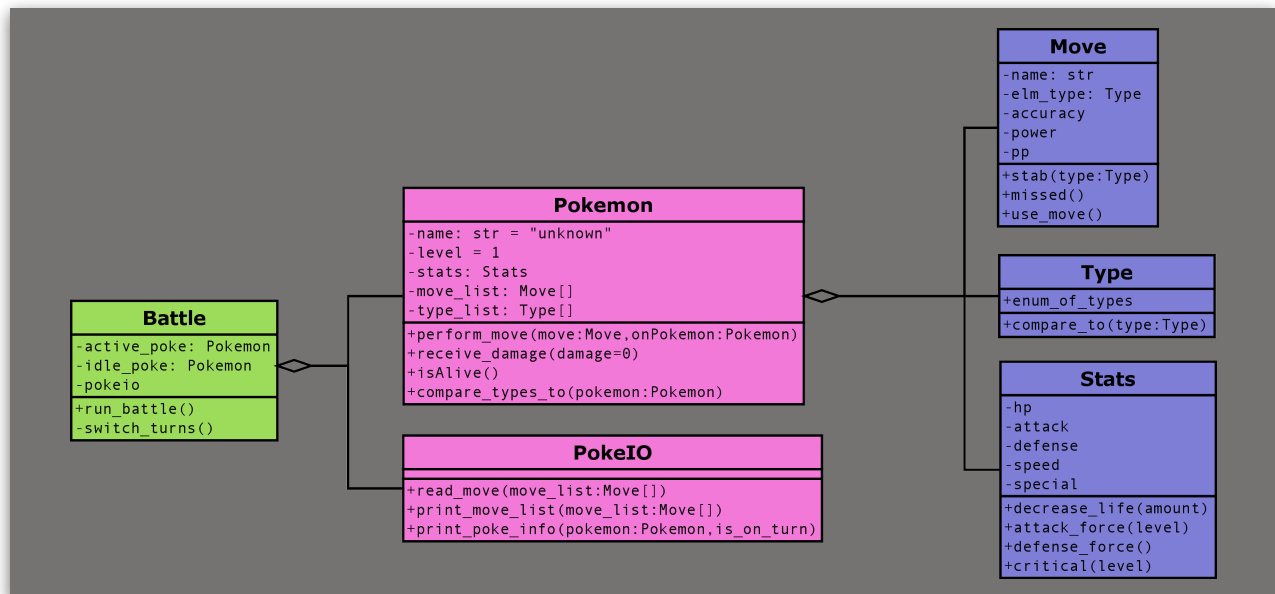 Battle
-active_poke: Pokemon
-idle_poke: Pokemon
-pokeio
+run_battle()
-switch_turns()
Pokemon
-name: str = "unknown"
-level = 1
-stats: Stats
-move_list: Move[]
-type_list: Type[]
+perform_move(move:Move,onPokemon:Pokemon)
+receive_damage(damage=0)
+isAlive()
+compare_types_to(pokemon:Pokemon)
PokeIO
+read_move(move_list:Move[])
+print_move_list(move_list:Move[])
+print_poke_info(pokemon:Pokemon,is_on_turn)
Move
-name: str
-elm_type: Type
-accuracy
-power
-pp
+stab(type:Type)
+missed()
+use_move()
Type
+enum_of_types
+compare_to(type:Type)
Stats
-hp
-attack
-defense
-speed
-special
+decrease_life(amount)
+attack_force(level)
+defense_force()
+critical(level)